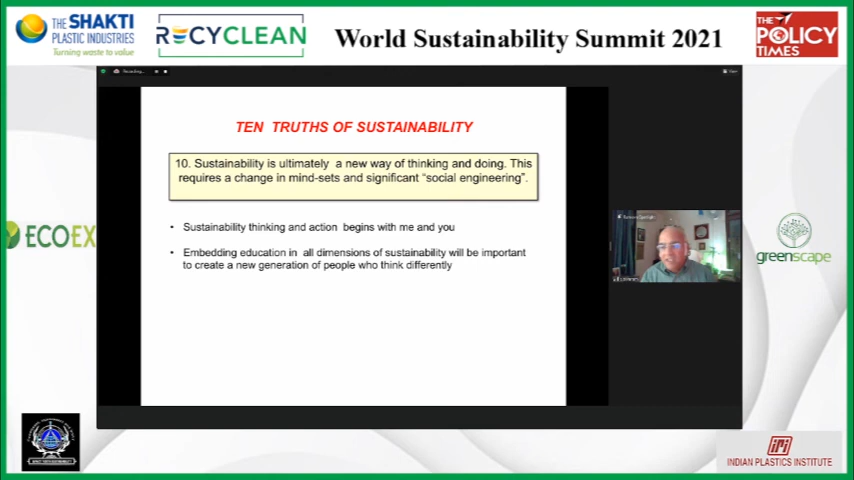 THE SHAKTI
PLASTIC INDUSTRIES
Turning waste to value
RECYCLEAN
World Sustainability Summit 2021
THE
POLICY
TIMES
Recording...
View
TEN TRUTHS OF SUSTAINABILITY
10. Sustainability is ultimately a new way of thinking and doing. This
requires a change in mind-sets and significant “social engineering”.
• Sustainability thinking and action begins with me and you
• Embedding education in all dimensions of sustainability will be important
to create a new generation of people who think differently
ECOEX
greenscape
INDIAN PLASTICS INSTITUTE